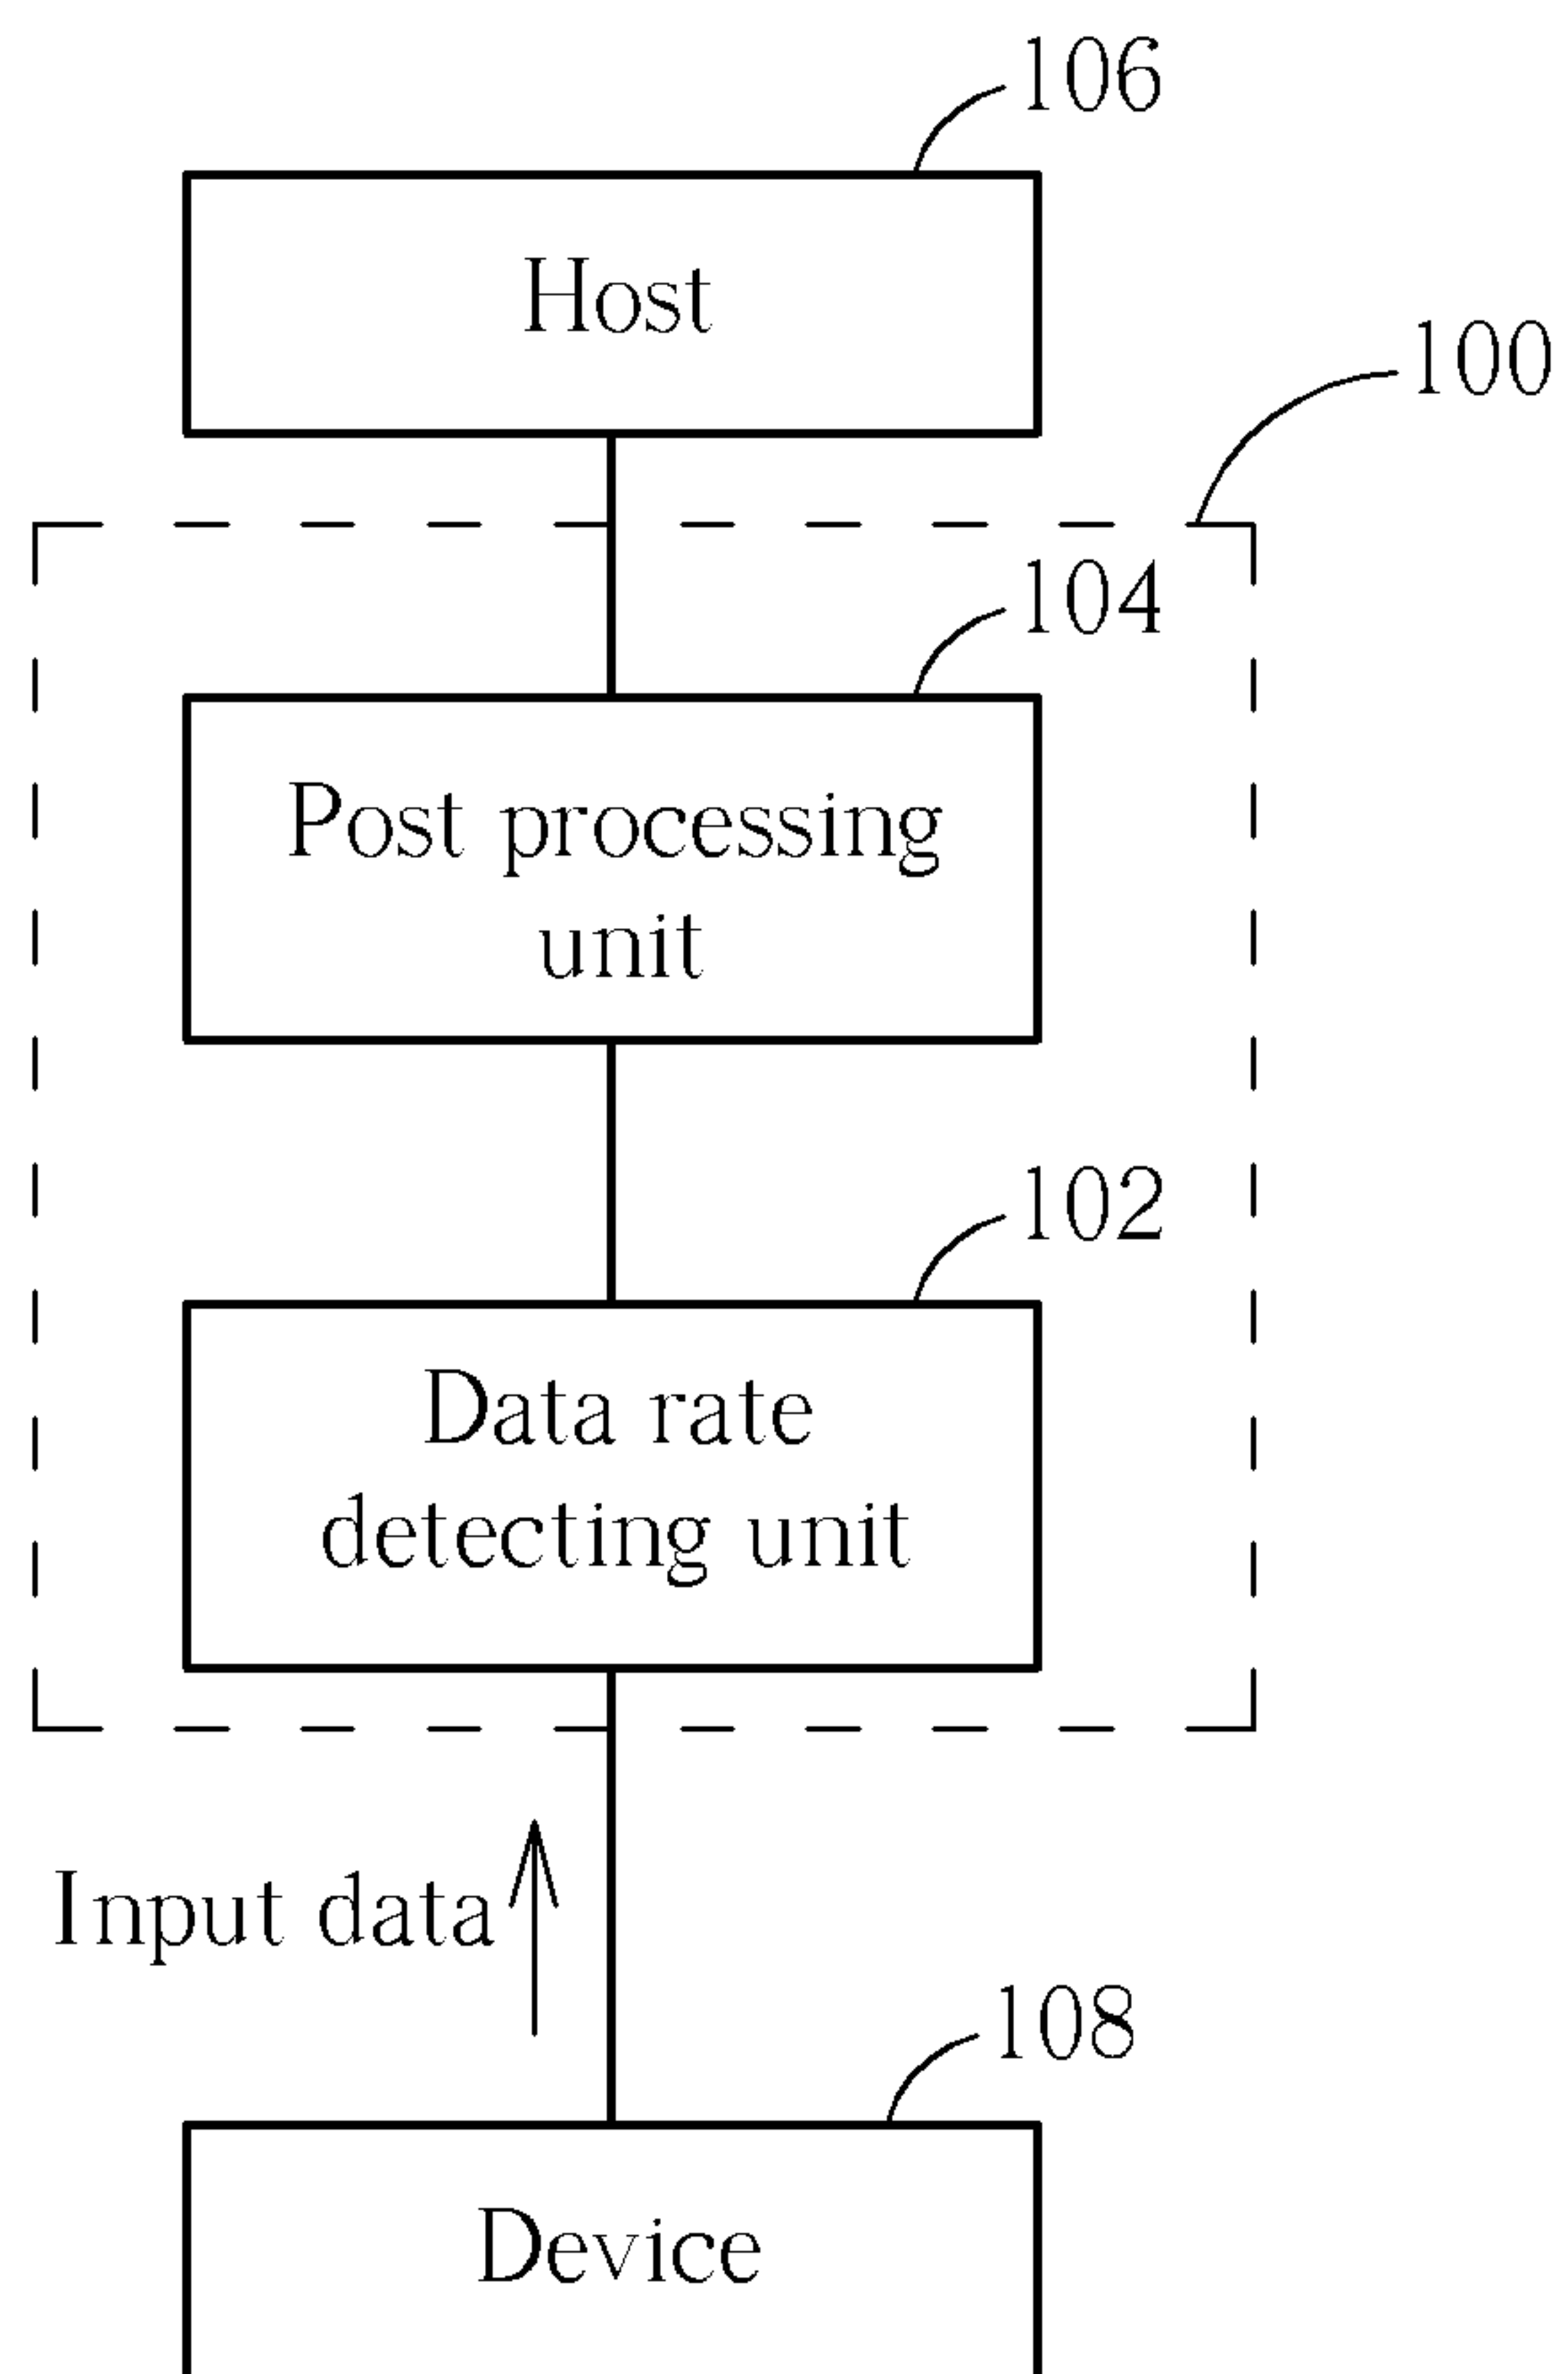 106
Host
100
104
Post processing
unit
102
Data rate
detecting unit
Input data
108
Device